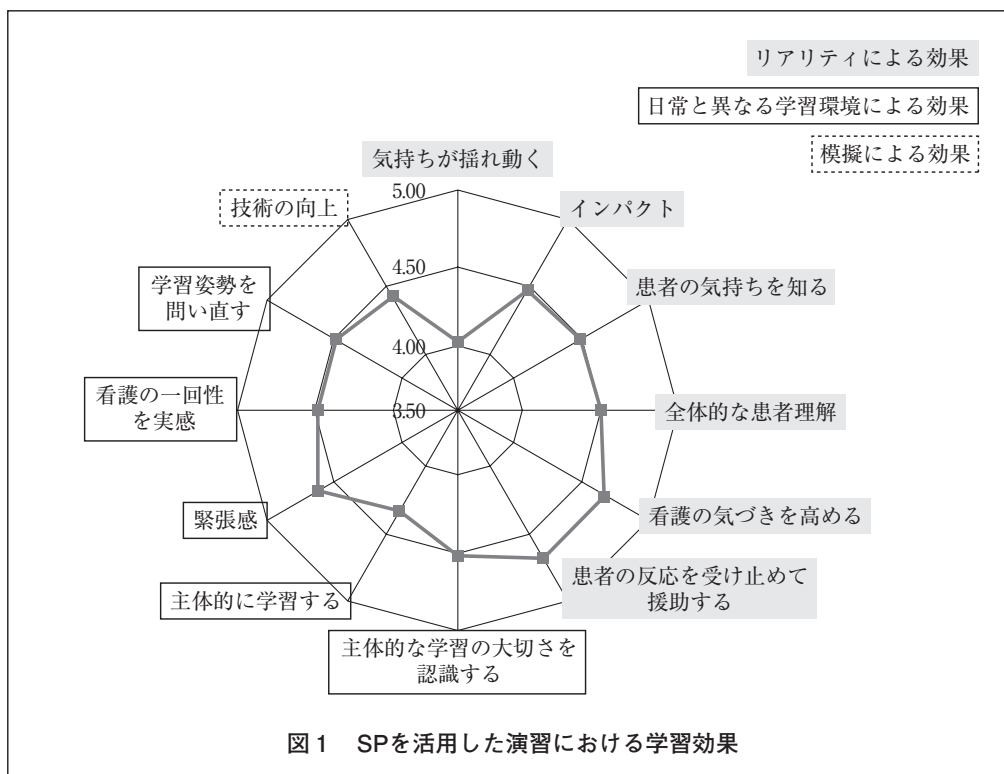 リアリティによる効果
日常と異なる学習環境による効果
模擬による効果
気持ちが揺れ動く
5.00
技術の向上
インパクト
4.50
学習姿勢を
問い直す
患者の気持ちを知る
4.00
看護の一回性
を実感
3.50
全体的な患者理解
緊張感
看護の気づきを高める
主体的に学習する
患者の反応を受け止めて
援助する
主体的な学習の大切さを
認識する
図1 SPを活用した演習における学習効果